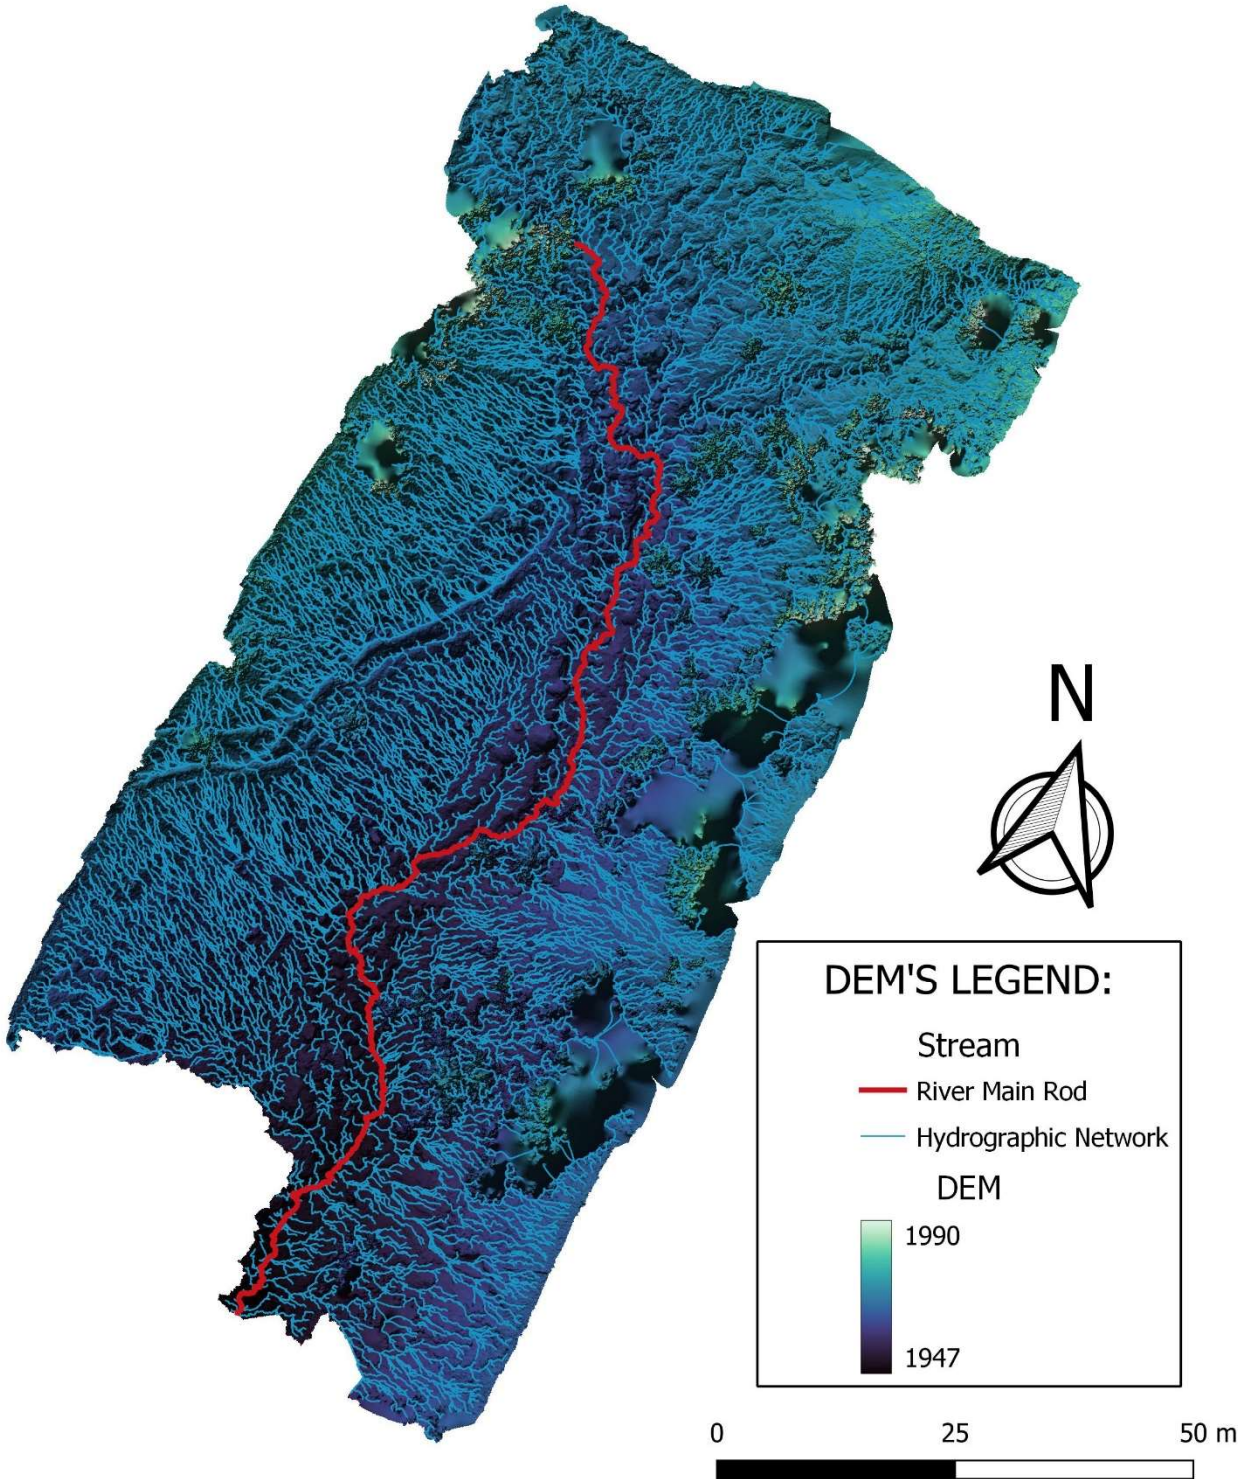 N
DEM'S LEGEND:
Stream
River Main Rod
Hydrographic Network
DEM
1990
1947
0 25 50 m